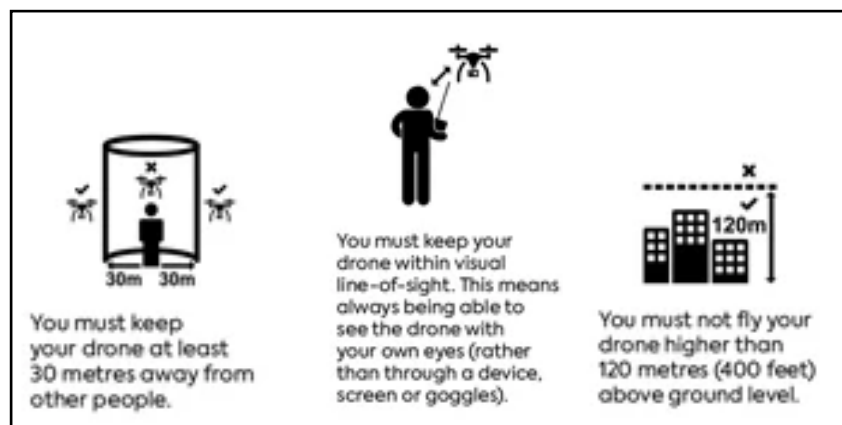 30m 30m
You must keep
your drone at least
30 metres away from
other people.
You must keep your
drone within visual
line-of-sight. This means
always being able to
see the drone with
your own eyes (rather
than through a device,
screen or goggles).
120m
You must not fly your
drone higher than
120 metres (400 feet)
above ground level.